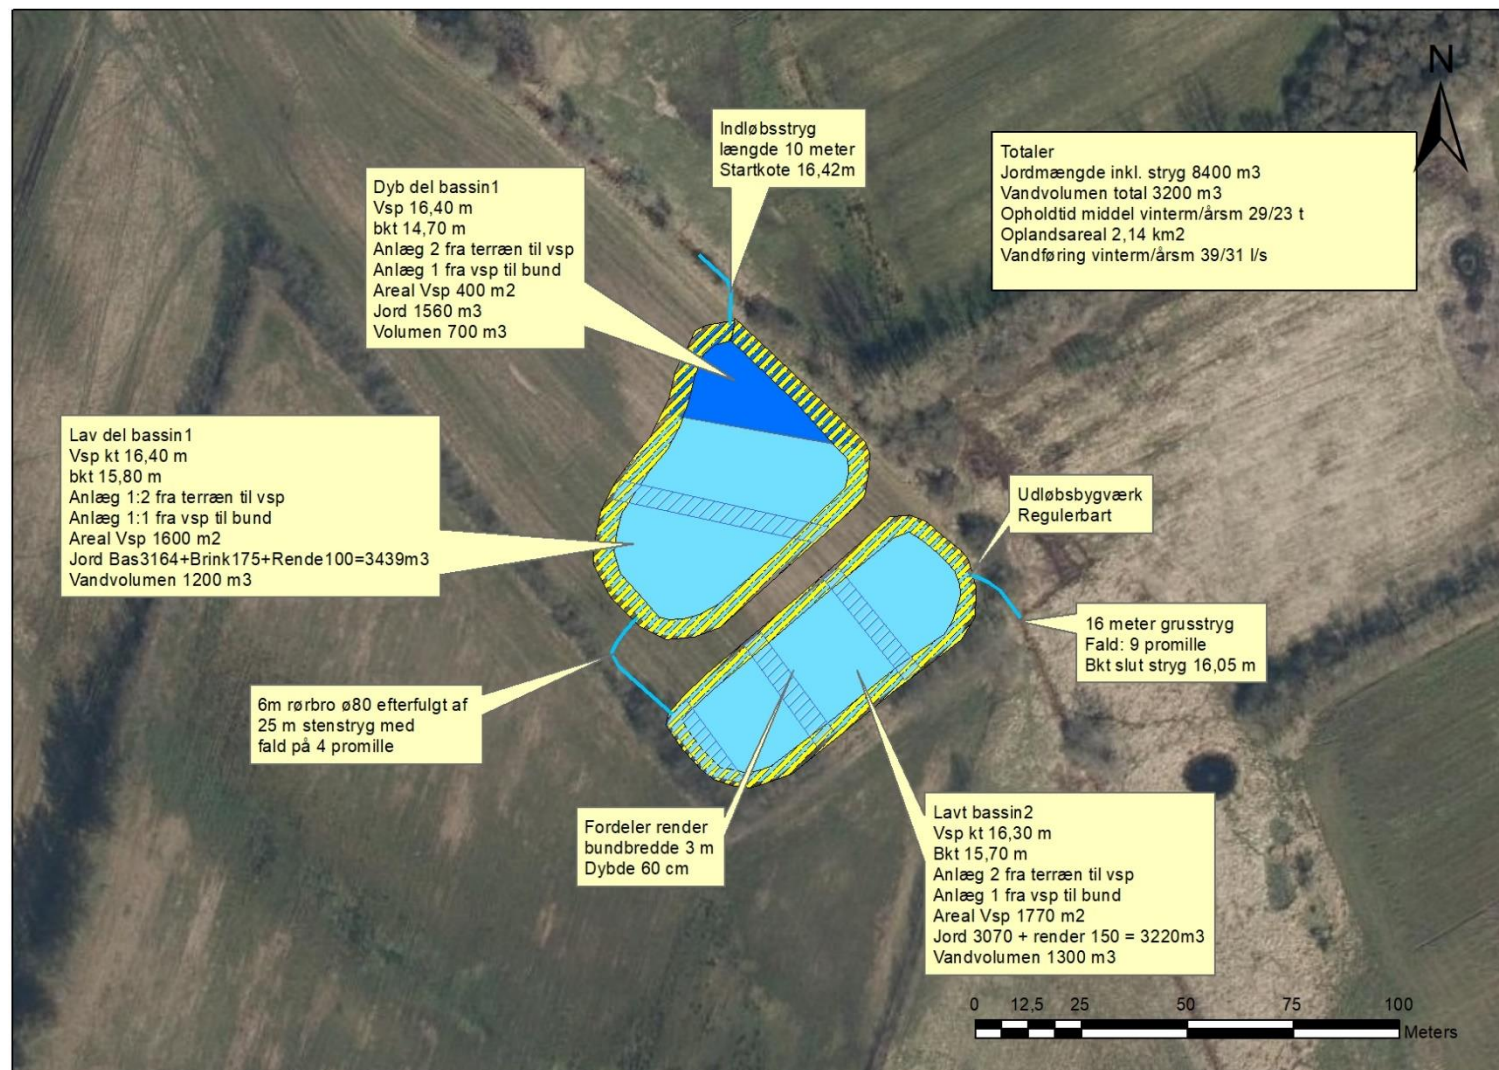 N
Indløbsstryg
længde 10 meter
Startkote 16,42m
Totaler
Jordmængde inkl. stryg 8400 m3
Vandvolumen total 3200 m3
Opholdtid middel vinterm/årsm 29/23 t
Oplandsareal 2,14 km2
Vandføring vinterm/årsm 39/31 l/s
Dyb del bassin1
Vsp 16,40 m
bkt 14,70 m
Anlæg 2 fra terræn til vsp
Anlæg 1 fra vsp til bund
Areal Vsp 400 m2
Jord 1560 m3
Volumen 700 m3
Lav del bassin1
Vsp kt 16,40 m
bkt 15,80 m
Anlæg 1:2 fra terræn til vsp
Anlæg 1:1 fra vsp til bund
Areal Vsp 1600 m2
Jord Bas3164+Brink175+Rende100=3439m3
Vandvolumen 1200 m3
Udløbsbygværk
Regulerbart
16 meter grusstryg
Fald: 9 promille
Bkt slut stryg 16,05 m
6m rørbro ø80 efterfulgt af
25 m stenstryg med
fald på 4 promille
Fordeler render
bundbredde 3 m
Dybde 60 cm
Lavt bassin2
Vsp kt 16,30 m
Bkt 15,70 m
Anlæg 2 fra terræn til vsp
Anlæg 1 fra vsp til bund
Areal Vsp 1770 m2
Jord 3070 + render 150 = 3220m3
Vandvolumen 1300 m3
0 12,5 25 50 75 100
Meters